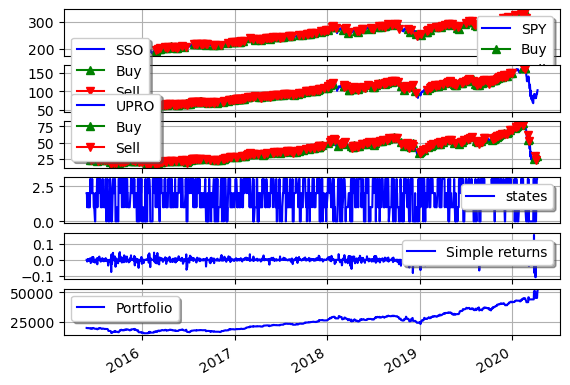 300
200
SPY
Buy
SSO
Buy
Sell
150
100
50
UPRO
Buy
Sell
75
50
25
2.5
0.0
states
0.1
0.0
−0.1
Simple returns
50000
25000
Portfolio
2016
2017
2018
2019
2020